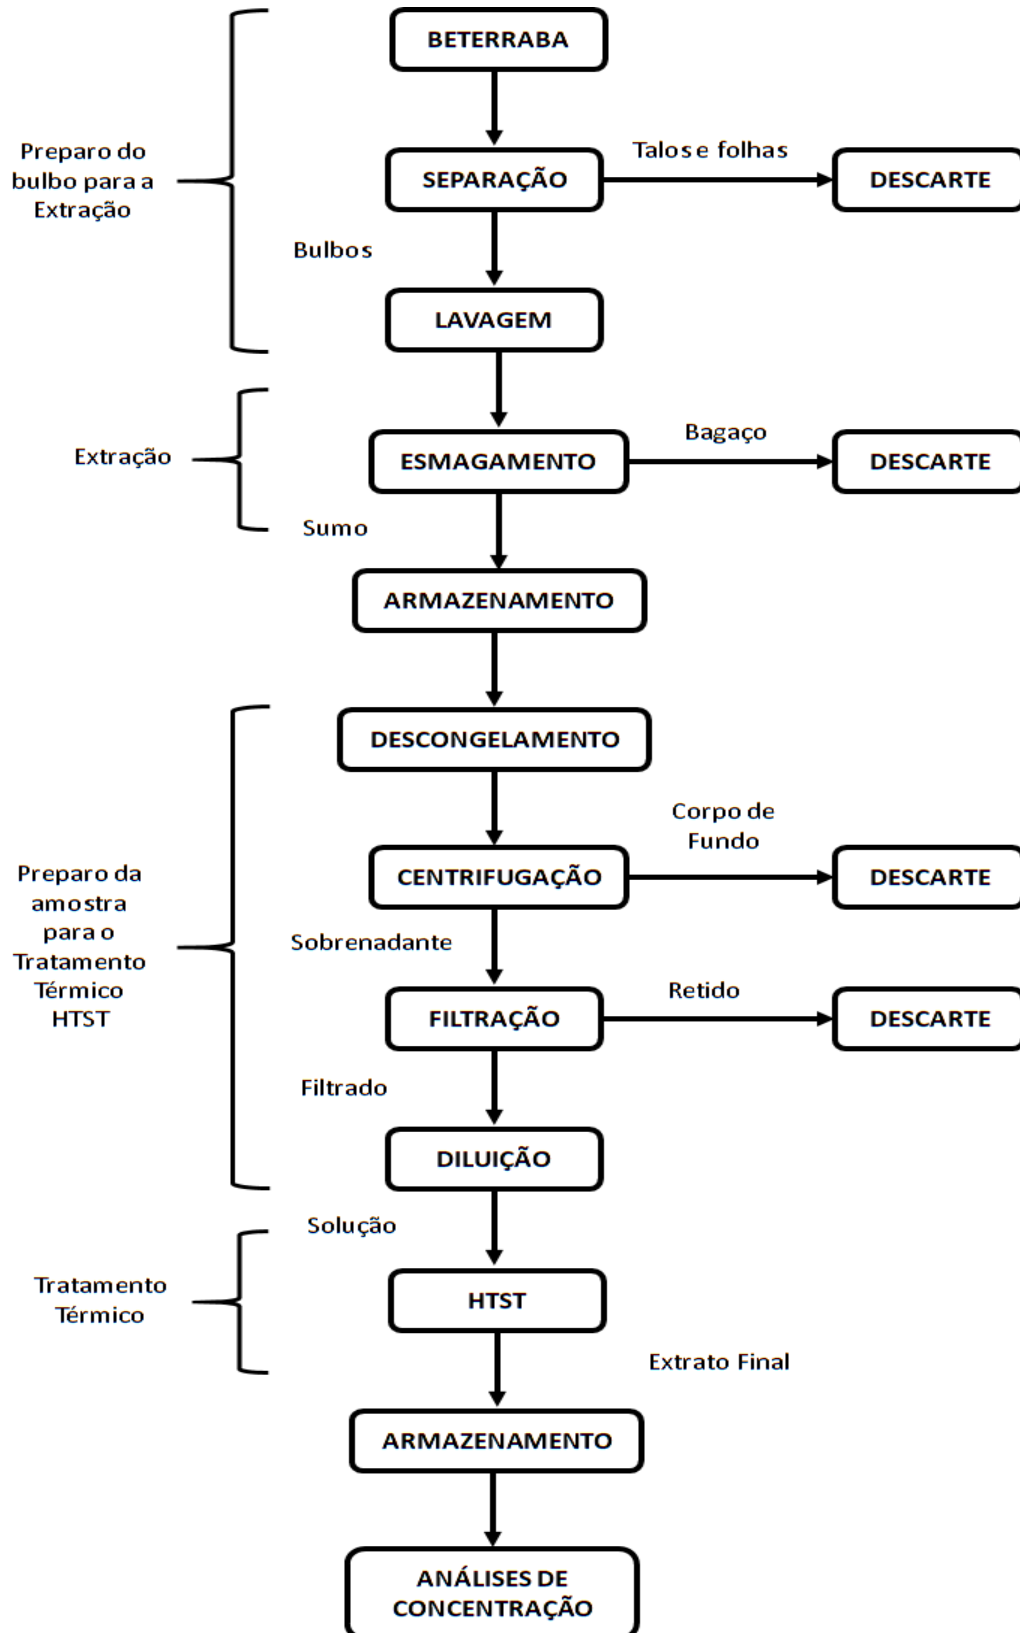 BETERRABA
Preparo do
bulbo para a
Extração
SEPARAÇÃO
Talos e folhas
DESCARTE
Bulbos
LAVAGEM
Extração
ESMAGAMENTO
Bagaço
DESCARTE
Sumo
ARMAZENAMENTO
DESCONGELAMENTO
Preparo da
amostra
para o
Tratamento
Térmico
HTST
CENTRIFUGAÇÃO
Corpo de
Fundo
DESCARTE
Sobrenadante
FILTRAÇÃO
Retido
DESCARTE
Filtrado
DILUIÇÃO
Solução
Tratamento
Térmico
HTST
Extrato Final
ARMAZENAMENTO
ANÁLISES DE
CONCENTRAÇÃO